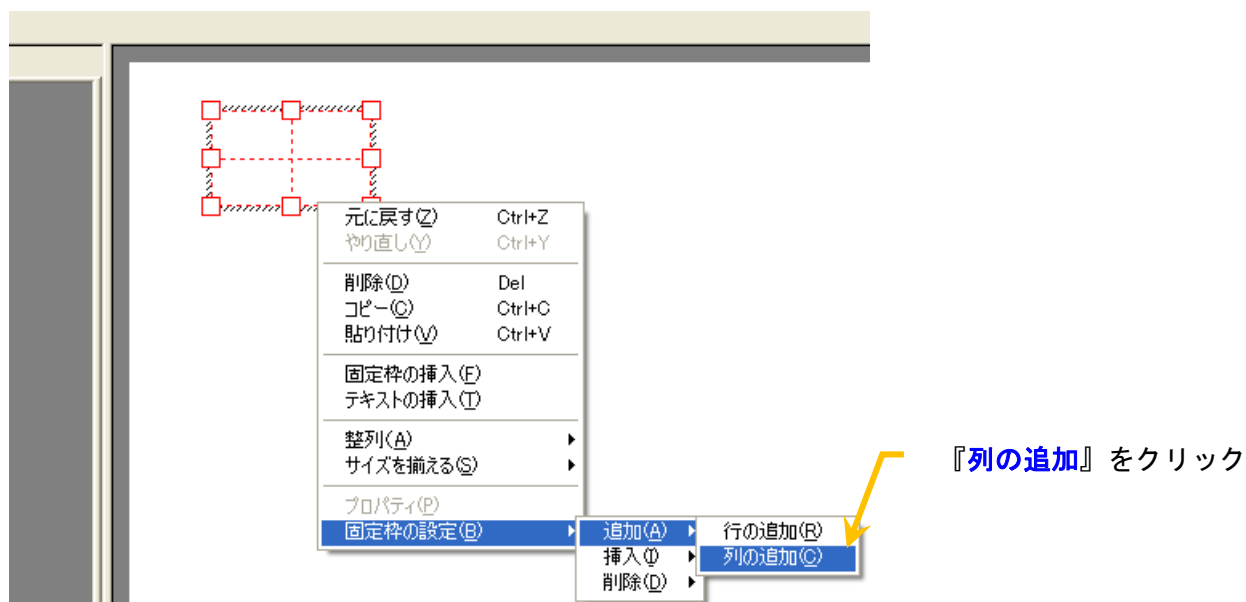 元に戻す(Z) Ctrl+Z
やり直し(Y) Ctrl+Y
削除(D) Del
コピー(C) Ctrl+C
貼り付け(V) Ctrl+V
固定枠の挿入(F)
テキストの挿入(T)
整列(A)
サイズを揃える(S)
プロパティ(P)
固定枠の設定(B)
追加(A)
挿入(I)
削除(D)
行の追加(R)
列の追加(C)
『列の追加』をクリック